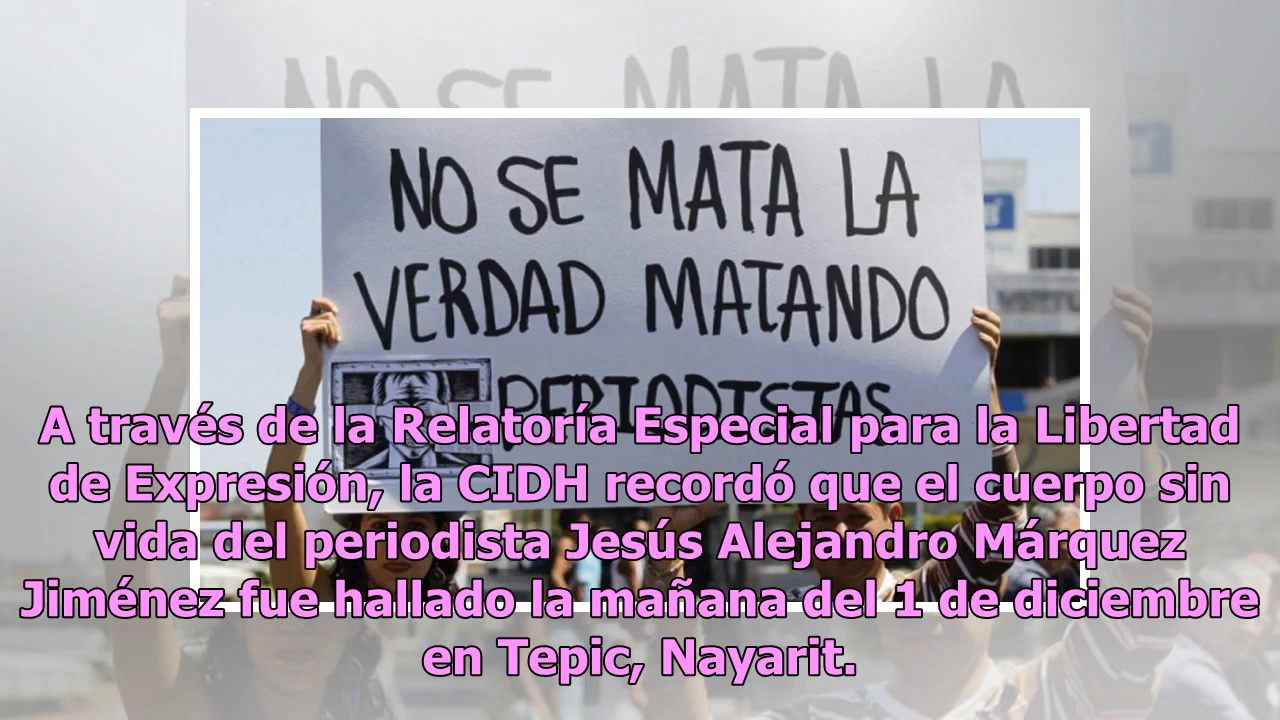 NO SE MATA LA
VERDAD MATANDO
PERIODISTAS
A través de la Relatoría Especial para la Libertad
de Expresión, la CIDH recordó que el cuerpo sin
vida del periodista Jesús Alejandro Márquez
Jiménez fue hallado la mañana del 1 de diciembre
en Tepic, Nayarit.